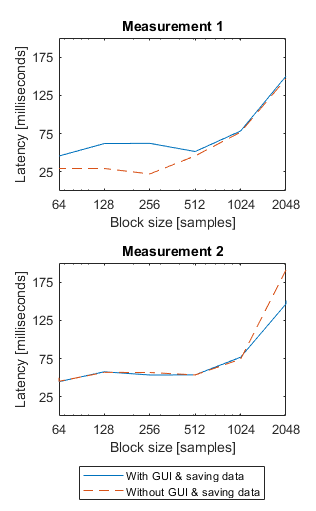 Measurement 1
Latency [milliseconds]
175
125
75
25
64 128 256 512 1024 2048
Block size [samples]
Measurement 2
Latency [milliseconds]
175
125
75
25
64 128 256 512 1024 2048
Block size [samples]
With GUI & saving data
Without GUI & saving data